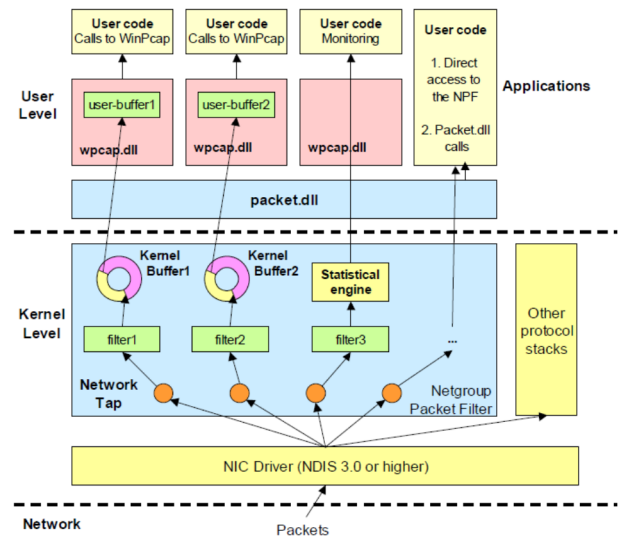 User code
Calls to WinPcap
User code
Calls to WinPcap
User code
Monitoring
User code
1. Direct
access to
the NPF
2. Packet.dll
calls
Applications
User
Level
user-buffer1
user-buffer2
wpcap.dll
wpcap.dll
wpcap.dll
packet.dll
Kernel
Buffer1
Kernel
Buffer2
Statistical
engine
Kernel
Level
filter1
filter2
filter3
...
Other
protocol
stacks
Network
Tap
Netgroup
Packet Filter
NIC Driver (NDIS 3.0 or higher)
Network
Packets